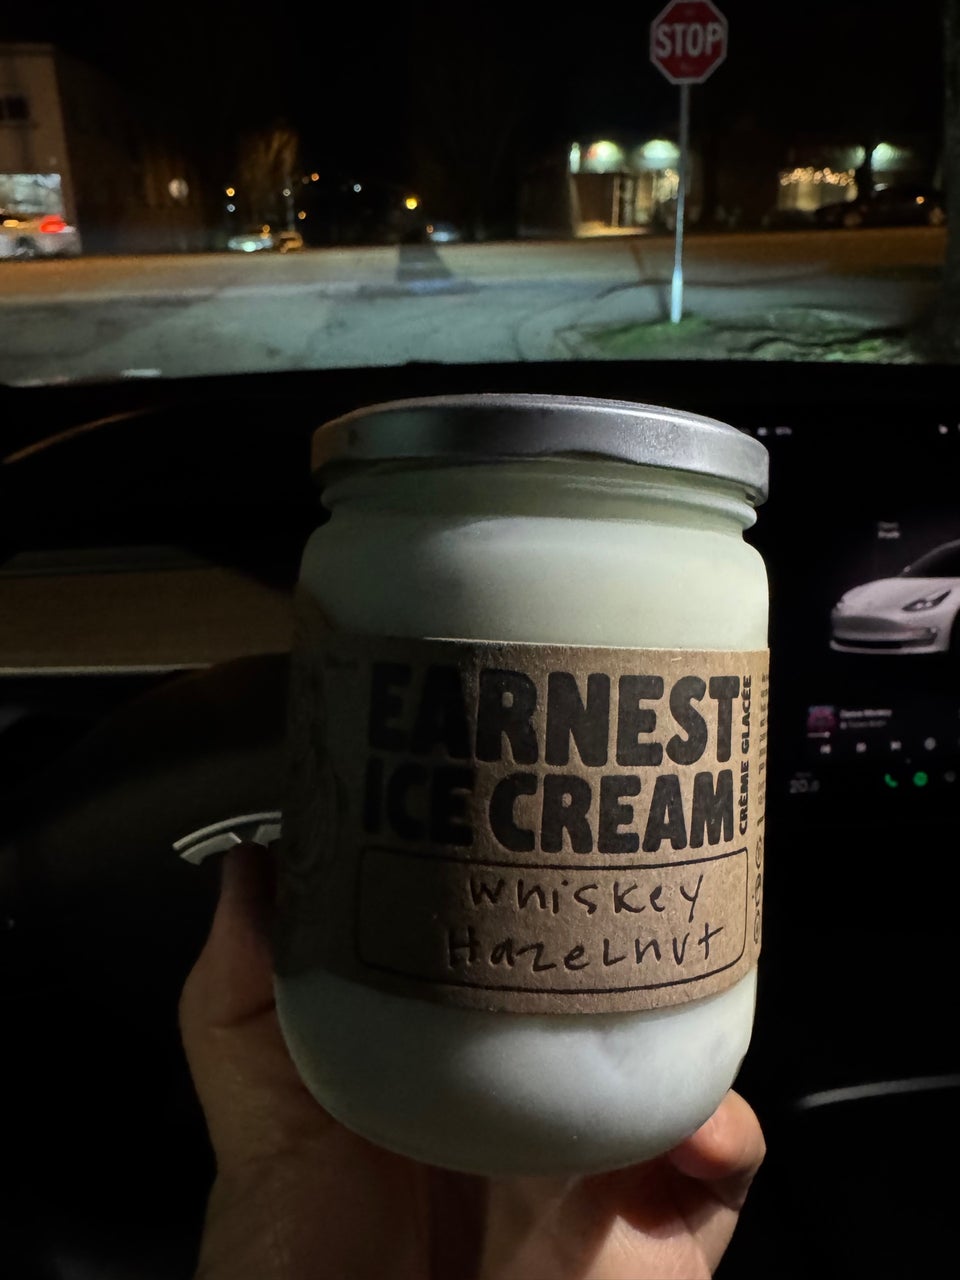 STOP
EARNEST
ICE CREAM
CRÈME GLACÉE
Whiskey
Hazelnut